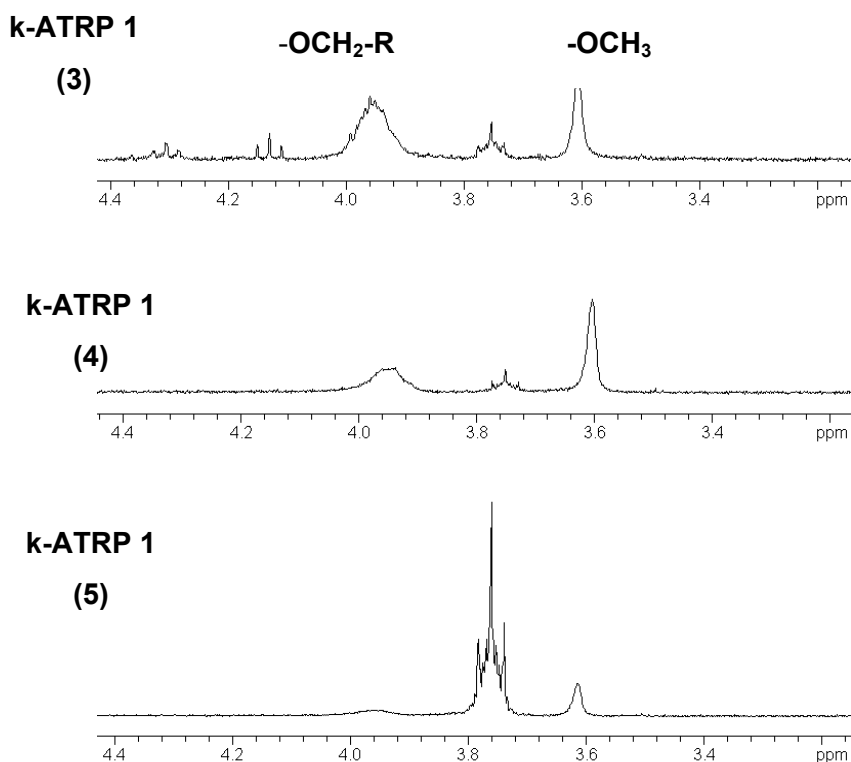 k-ATRP 1
(3)
-OCH₂-R
-OCH₃
4.4 4.2 4.0 3.8 3.6 3.4 ppm
k-ATRP 1
(4)
4.4 4.2 4.0 3.8 3.6 3.4 ppm
k-ATRP 1
(5)
4.4 4.2 4.0 3.8 3.6 3.4 ppm